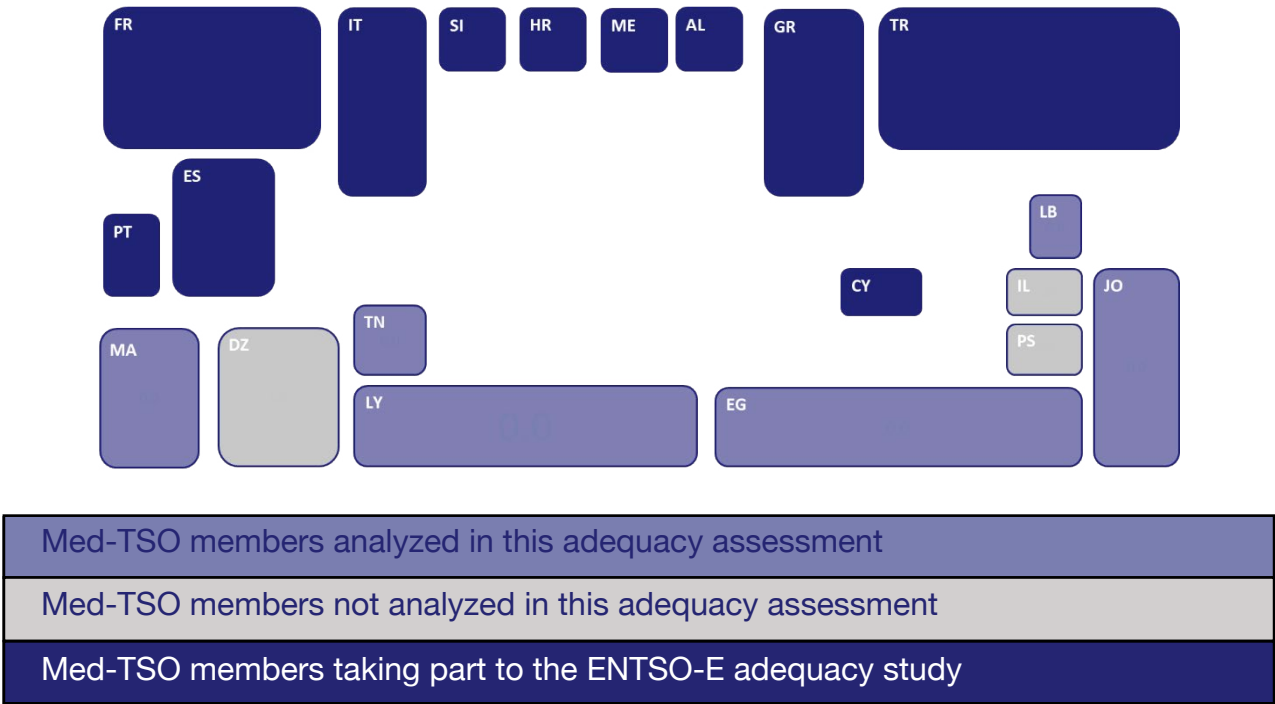 FR
IT
SI
HR
ME
AL
GR
TR
ES
PT
LB
CY
IL
JO
TN
MA
DZ
PS
LY
EG
0.0
Med-TSO members analyzed in this adequacy assessment
Med-TSO members not analyzed in this adequacy assessment
Med-TSO members taking part to the ENTSO-E adequacy study